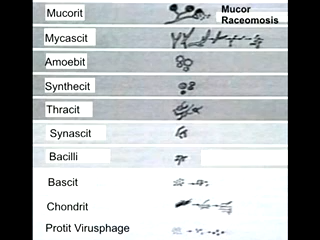 Mucorit
Mucor
Raceomosis
Mycascit
Amoebit
Synthecit
Thracit
Synascit
Bacilli
Bascit
Chondrit
Protit Virusphage